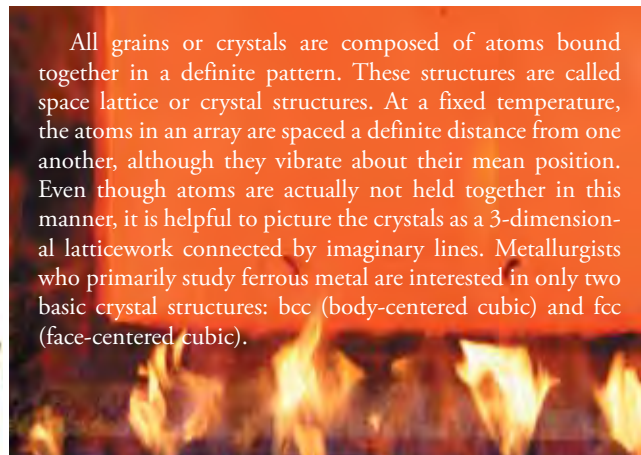 All grains or crystals are composed of atoms bound
together in a definite pattern. These structures are called
space lattice or crystal structures. At a fixed temperature,
the atoms in an array are spaced a definite distance from one
another, although they vibrate about their mean position.
Even though atoms are actually not held together in this
manner, it is helpful to picture the crystals as a 3-dimension-
al latticework connected by imaginary lines. Metallurgists
who primarily study ferrous metal are interested in only two
basic crystal structures: bcc (body-centered cubic) and fcc
(face-centered cubic).